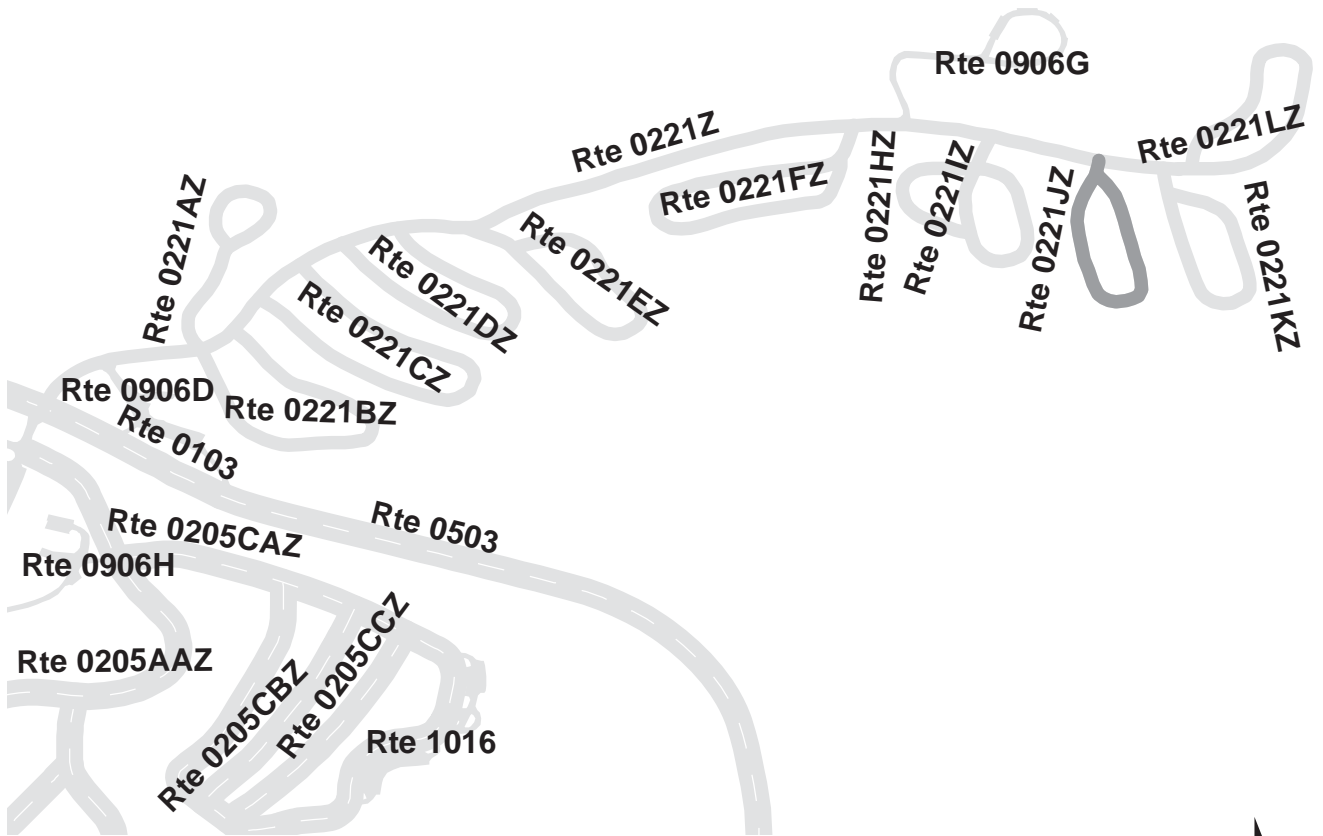 Rte 0906G
Rte 0221Z
Rte 0221LZ
Rte 0221FZ
Rte 0221HZ
Rte 0221IZ
Rte 0221JZ
Rte 0221KZ
Rte 0221AZ
Rte 0221EZ
Rte 0221DZ
Rte 0221CZ
Rte 0906D
Rte 0221BZ
Rte 0103
Rte 0503
Rte 0205CAZ
Rte 0906H
Rte 0205AAZ
Rte 0205CBZ
Rte 0205CCZ
Rte 1016